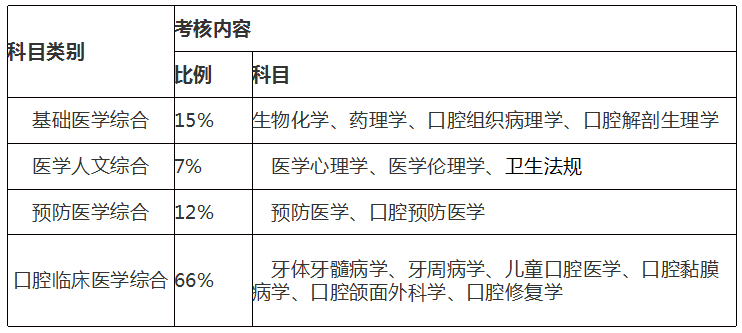 科目类别
考核内容
比例
科目
基础医学综合
15%
生物化学、药理学、口腔组织病理学、口腔解剖生理学
医学人文综合
7%
医学心理学、医学伦理学、卫生法规
预防医学综合
12%
预防医学、口腔预防医学
口腔临床医学综合
66%
牙体牙髓病学、牙周病学、儿童口腔医学、口腔黏膜
病学、口腔颌面外科学、口腔修复学